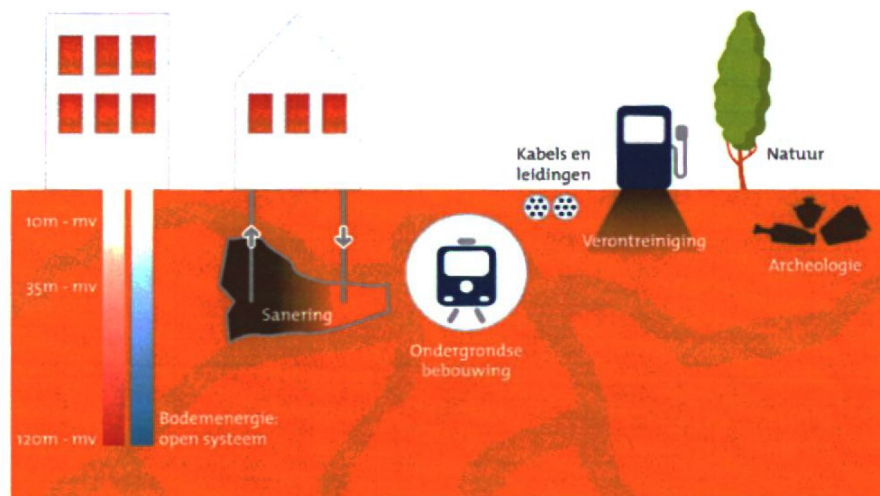 Kabels en
leidingen
Natuur
10m - mv
Verontreiniging
Archeologie
35m - mv
Sanering
Ondergrondse
bebouwing
Bodemenergie:
open systeem
120m - mv